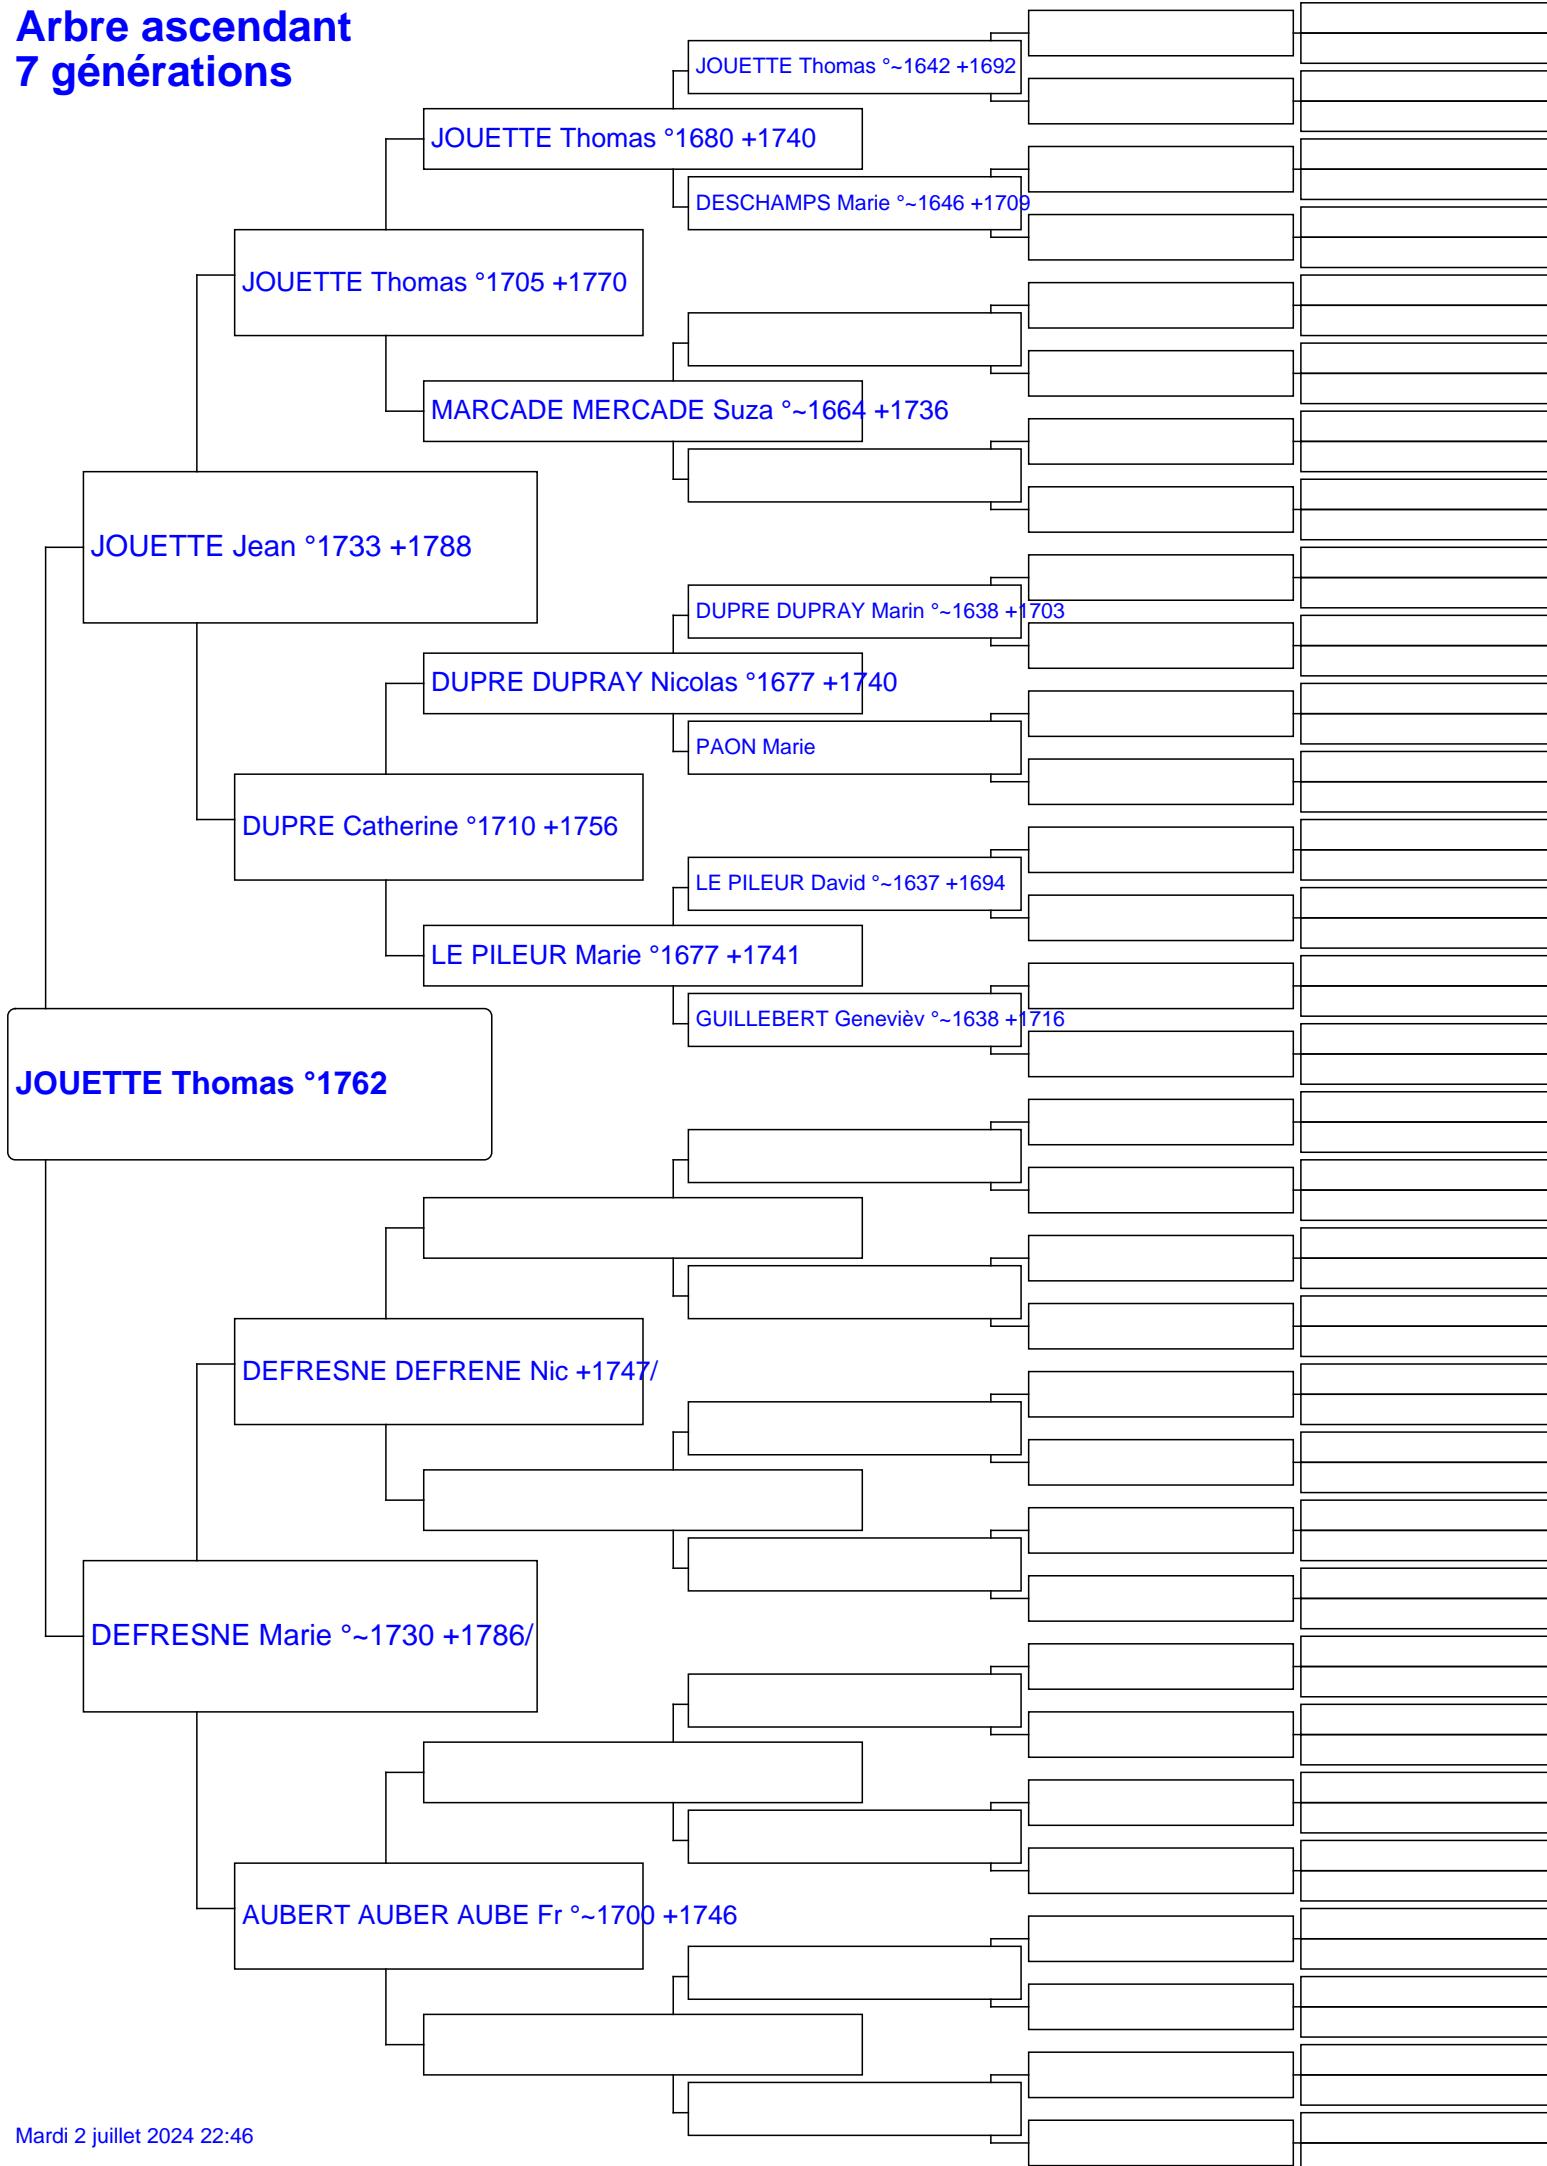 Arbre ascendant
7 générations
JOUETTE Thomas °~1642 +1692
JOUETTE Thomas °1680 +1740
DESCHAMPS Marie °~1646 +1709
JOUETTE Thomas °1705 +1770
MARCADE MERCADE Suza °~1664 +1736
JOUETTE Jean °1733 +1788
DUPRE DUPRAY Marin °~1638 +1703
DUPRE DUPRAY Nicolas °1677 +1740
PAON Marie
DUPRE Catherine °1710 +1756
LE PILEUR David °~1637 +1694
LE PILEUR Marie °1677 +1741
GUILLEBERT Genevièv °~1638 +1716
JOUETTE Thomas °1762
DEFRESNE DEFRENE Nic +1747/
DEFRESNE Marie °~1730 +1786/
AUBERT AUBER AUBE Fr °~1700 +1746
Mardi 2 juillet 2024 22:46